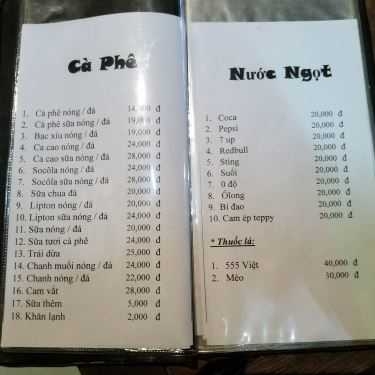 Cà Phê
1. Cà phê nóng / đá 14,000 đ
2. Cà phê sữa nóng / đá 19,000 đ
3. Bạc xíu nóng / đá 19,000 đ
4. Ca cao nóng / đá 24,000 đ
5. Ca cao sữa nóng / đá 28,000 đ
6. Socôla nóng / đá 24,000 đ
7. Socôla sữa nóng / đá 28,000 đ
8. Sữa chua đá 20,000 đ
9. Lipton nóng / đá 20,000 đ
10. Lipton sữa nóng / đá 24,000 đ
11. Sữa nóng / đá 20,000 đ
12. Sữa tươi cà phê 24,000 đ
13. Trái dừa 25,000 đ
14. Chanh muối nóng / đá 24,000 đ
15. Chanh nóng / đá 22,000 đ
16. Cam vắt 28,000 đ
17. Sữa thêm 5,000 đ
18. Khăn lạnh 2,000 đ
Nước Ngọt
1. Coca 20,000 đ
2. Pepsi 20,000 đ
3. 7 up 20,000 đ
4. Redbull 20,000 đ
5. Sting 20,000 đ
6. Suối 20,000 đ
7. 0 độ 20,000 đ
8. Ôlong 20,000 đ
9. Bí đao 20,000 đ
10. Cam ép teppy 20,000 đ
* Thuốc lá:
1. 555 Việt 40,000 đ
2. Mèo 30,000 đ